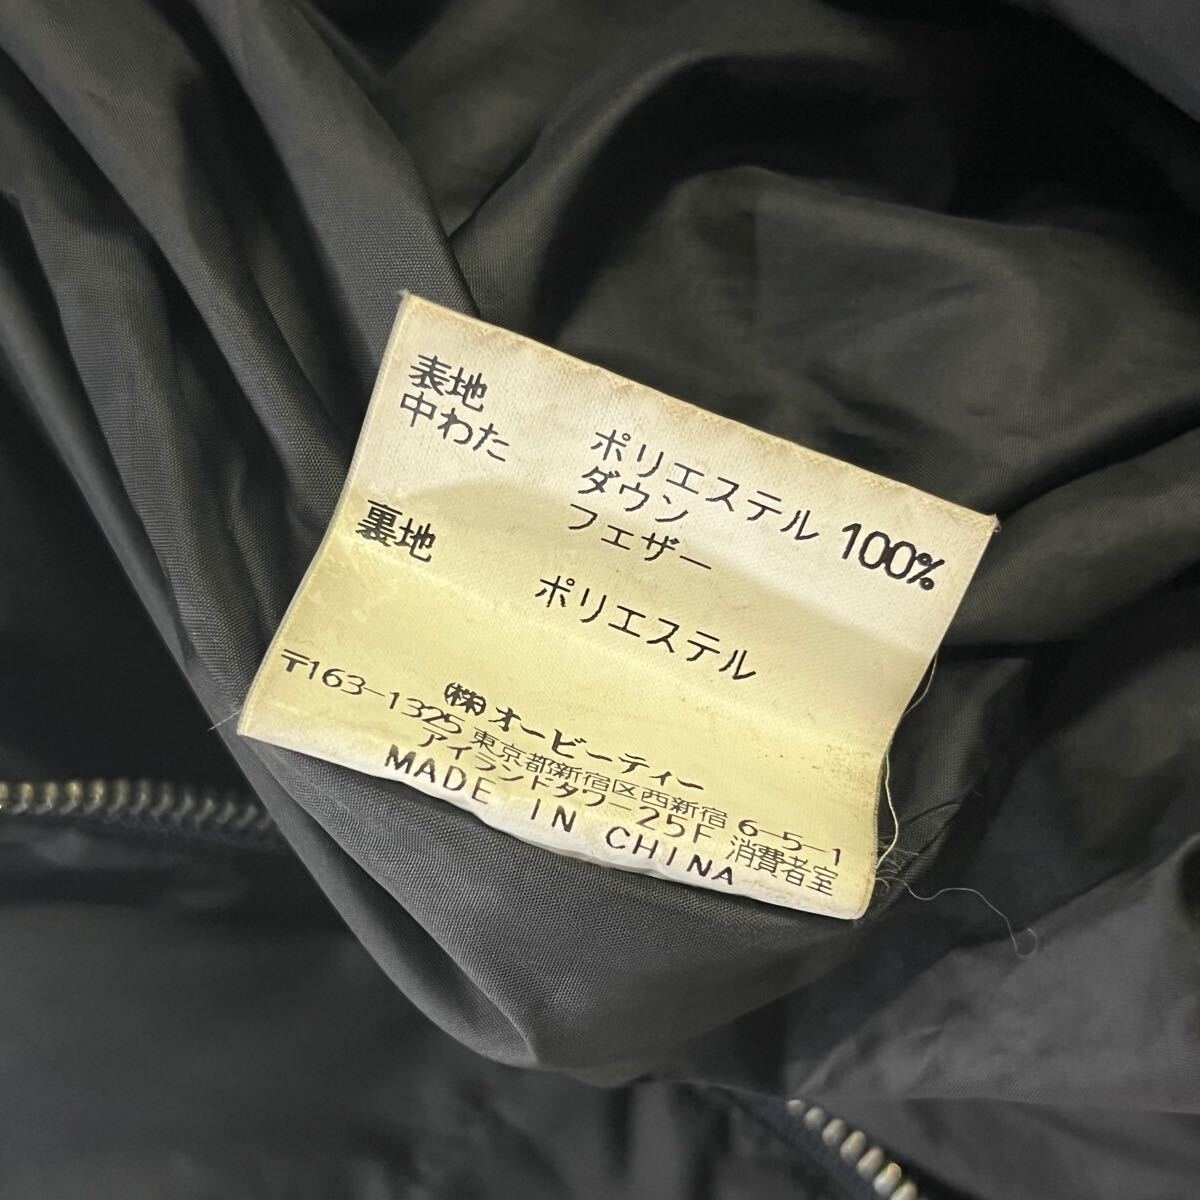 表地 ポリエステル 100%
中わた ダウン
フェザー
裏地 ポリエステル
㈱オービーティー
〒163-1325 東京都新宿区西新宿 6-5-1
アイランドタワー25F 消費者室
MADE IN CHINA